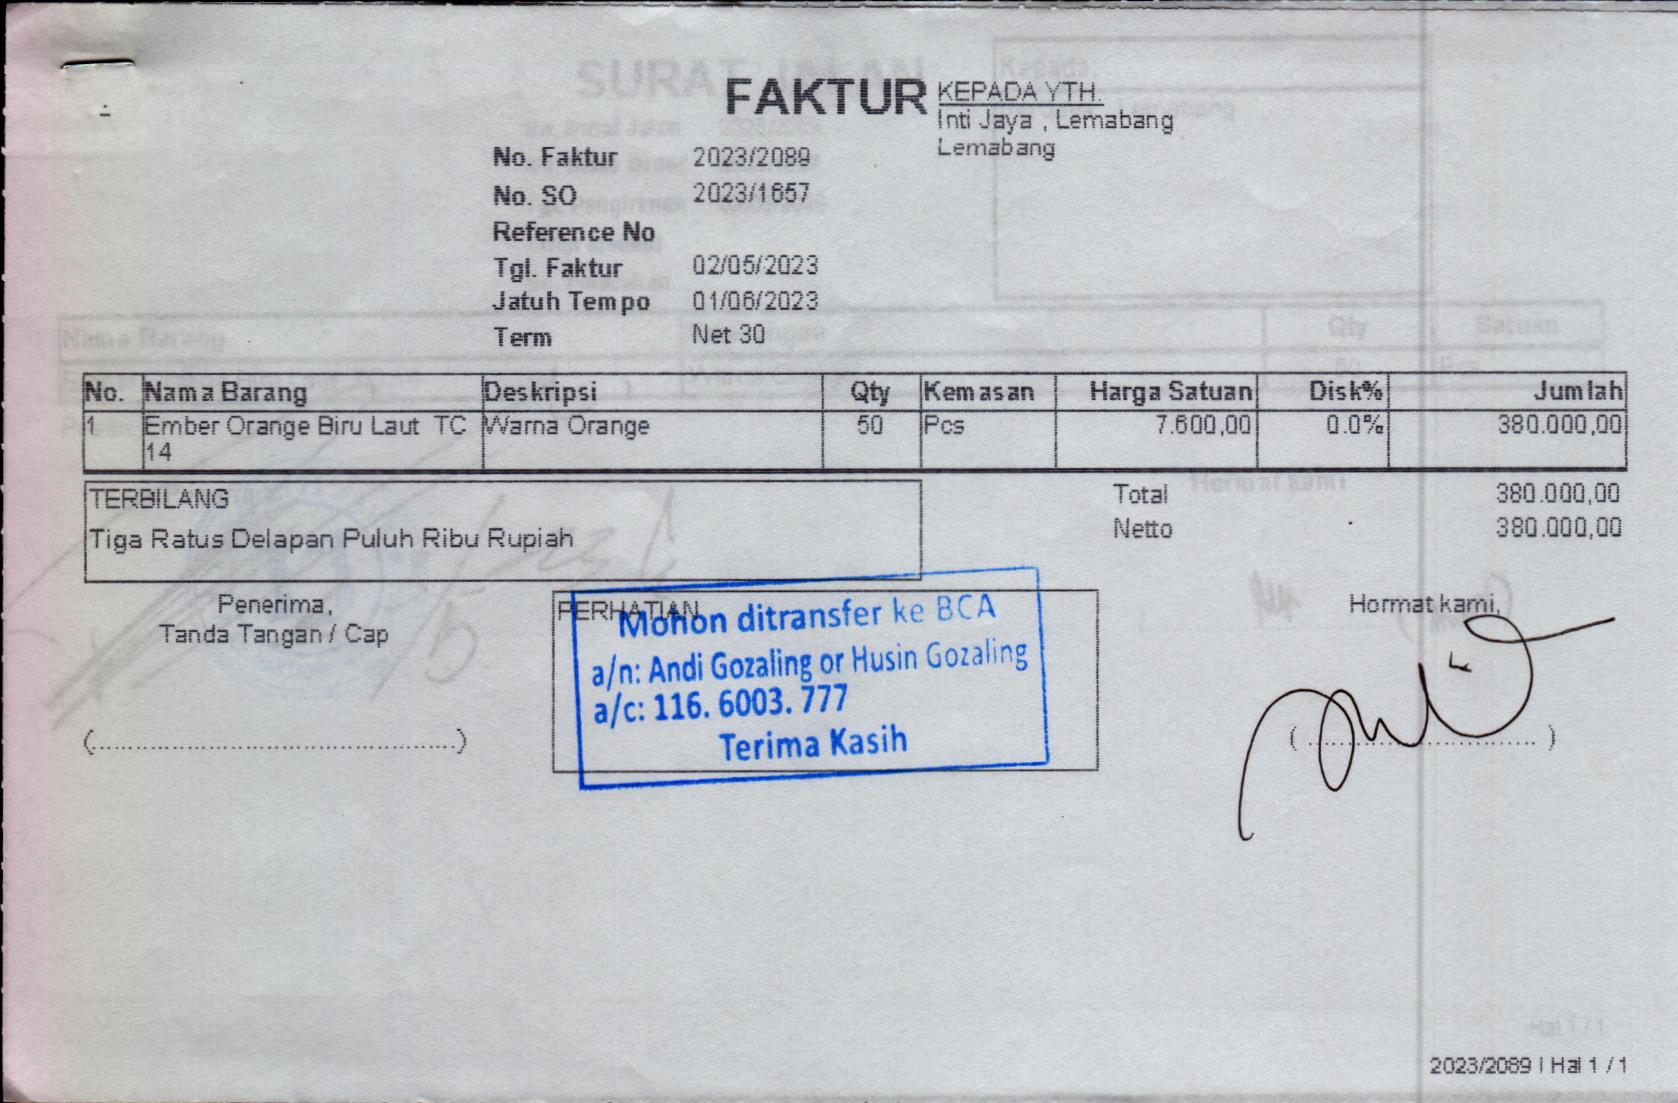 FAKTUR
KEPADA YTH.
Inti Jaya , Lemabang
Lemabang
No. Faktur 2023/2089
No. SO 2023/1657
Reference No
Tgl. Faktur 02/05/2023
Jatuh Tempo 01/06/2023
Term Net 30
No. Nama Barang Deskripsi Qty Kemasan Harga Satuan Disk% Jumlah
1 Ember Orange Biru Laut TC Warna Orange 50 Pcs 7.600,00 0.0% 380.000,00
14
TERBILANG
Tiga Ratus Delapan Puluh Ribu Rupiah
Total 380.000,00
Netto 380.000,00
Penerima,
Tanda Tangan / Cap
(...............................................)
PERHATIAN
Mohon ditransfer ke BCA
a/n: Andi Gozaling or Husin Gozaling
a/c: 116. 6003. 777
Terima Kasih
Hormat kami,
( ............................. )
2023/2089 | Hal 1 / 1